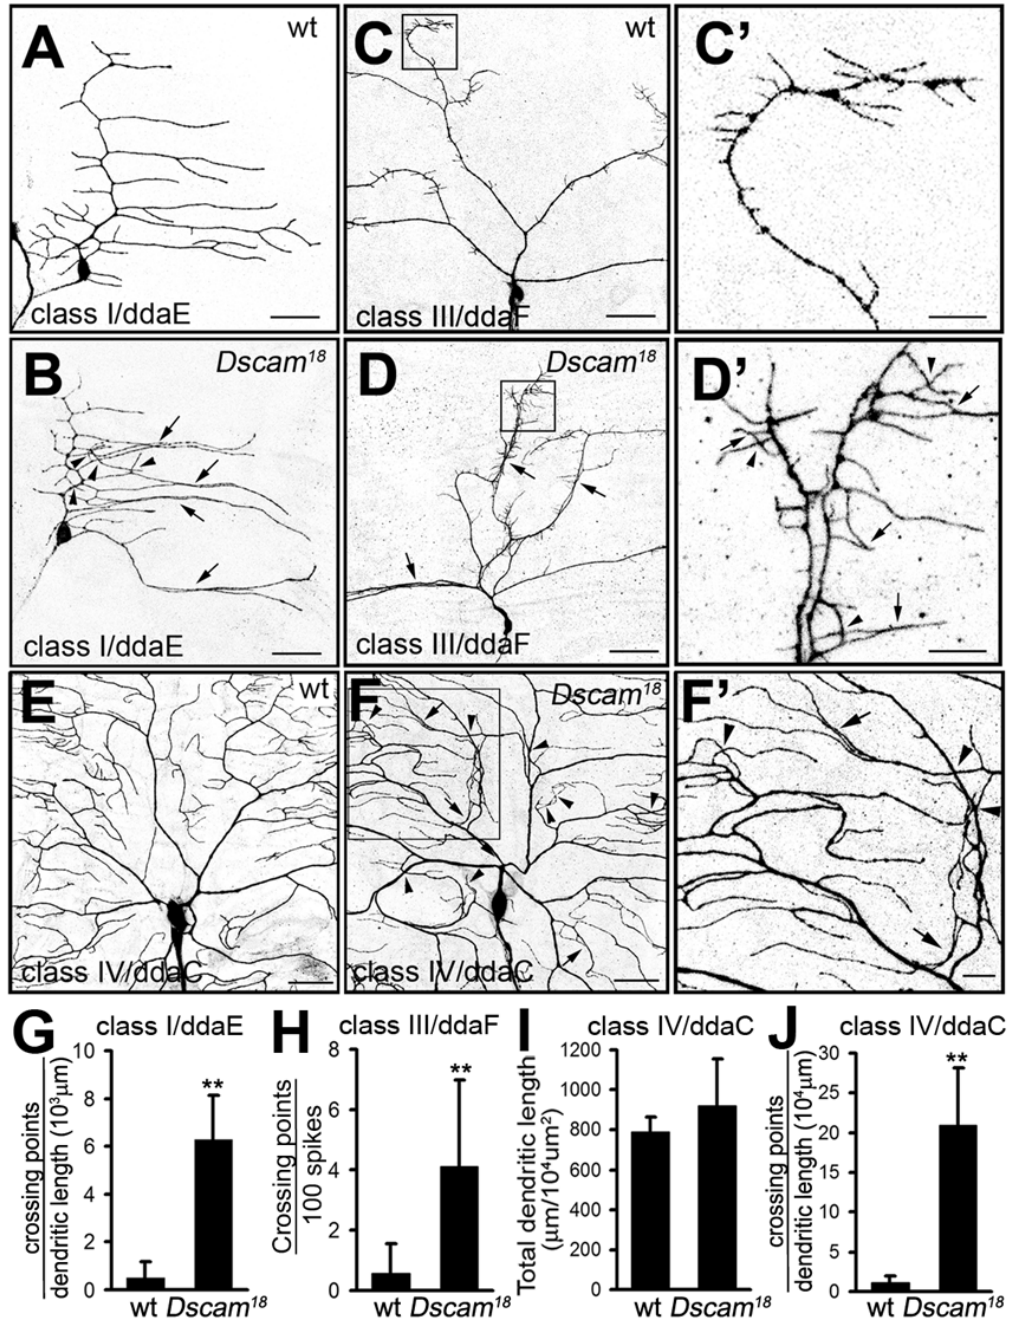 A
wt
class I/ddaE
C
wt
class III/ddaF
C'
B
Dscam18
class I/ddaE
D
Dscam18
class III/ddaF
D'
E
wt
class IV/ddaC
F
Dscam18
class IV/ddaC
F'
G
class I/ddaE
crossing points
dendritic length (10³µm)
10
8
6
4
2
0
**
wt Dscam18
H
class III/ddaF
Crossing points
100 spikes
8
6
4
2
0
**
wt Dscam18
I
class IV/ddaC
Total dendritic length
(µm/10⁴um²)
1200
1000
800
600
400
200
0
wt Dscam18
J
class IV/ddaC
crossing points
dendritic length (10⁴µm)
30
25
20
15
10
5
0
**
wt Dscam18